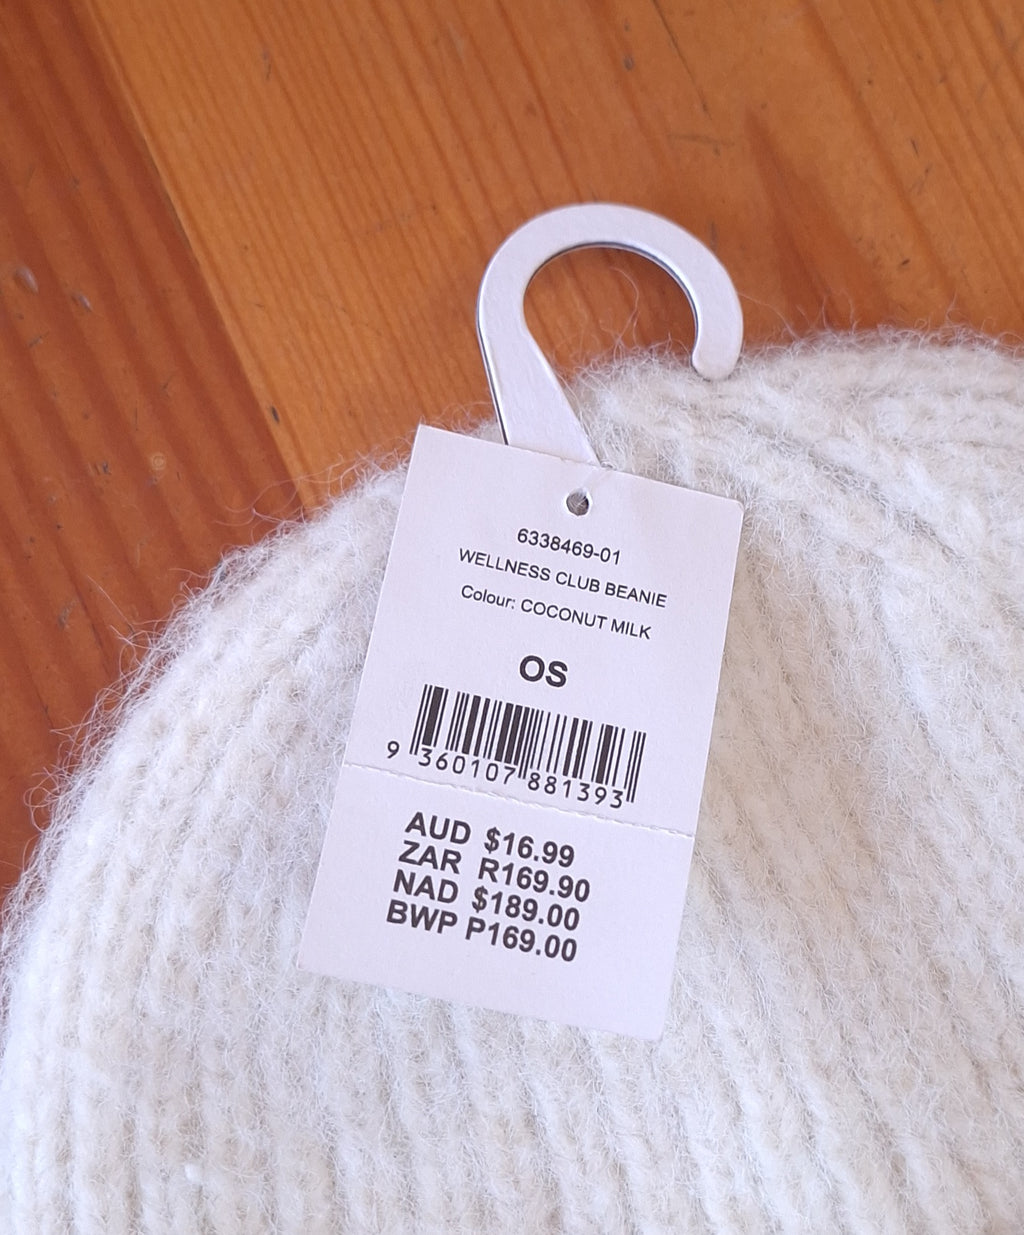 6338469-01
WELLNESS CLUB BEANIE
Colour: COCONUT MILK
OS
9 360107 881393
AUD $16.99
ZAR R169.90
NAD $189.00
BWP P169.00